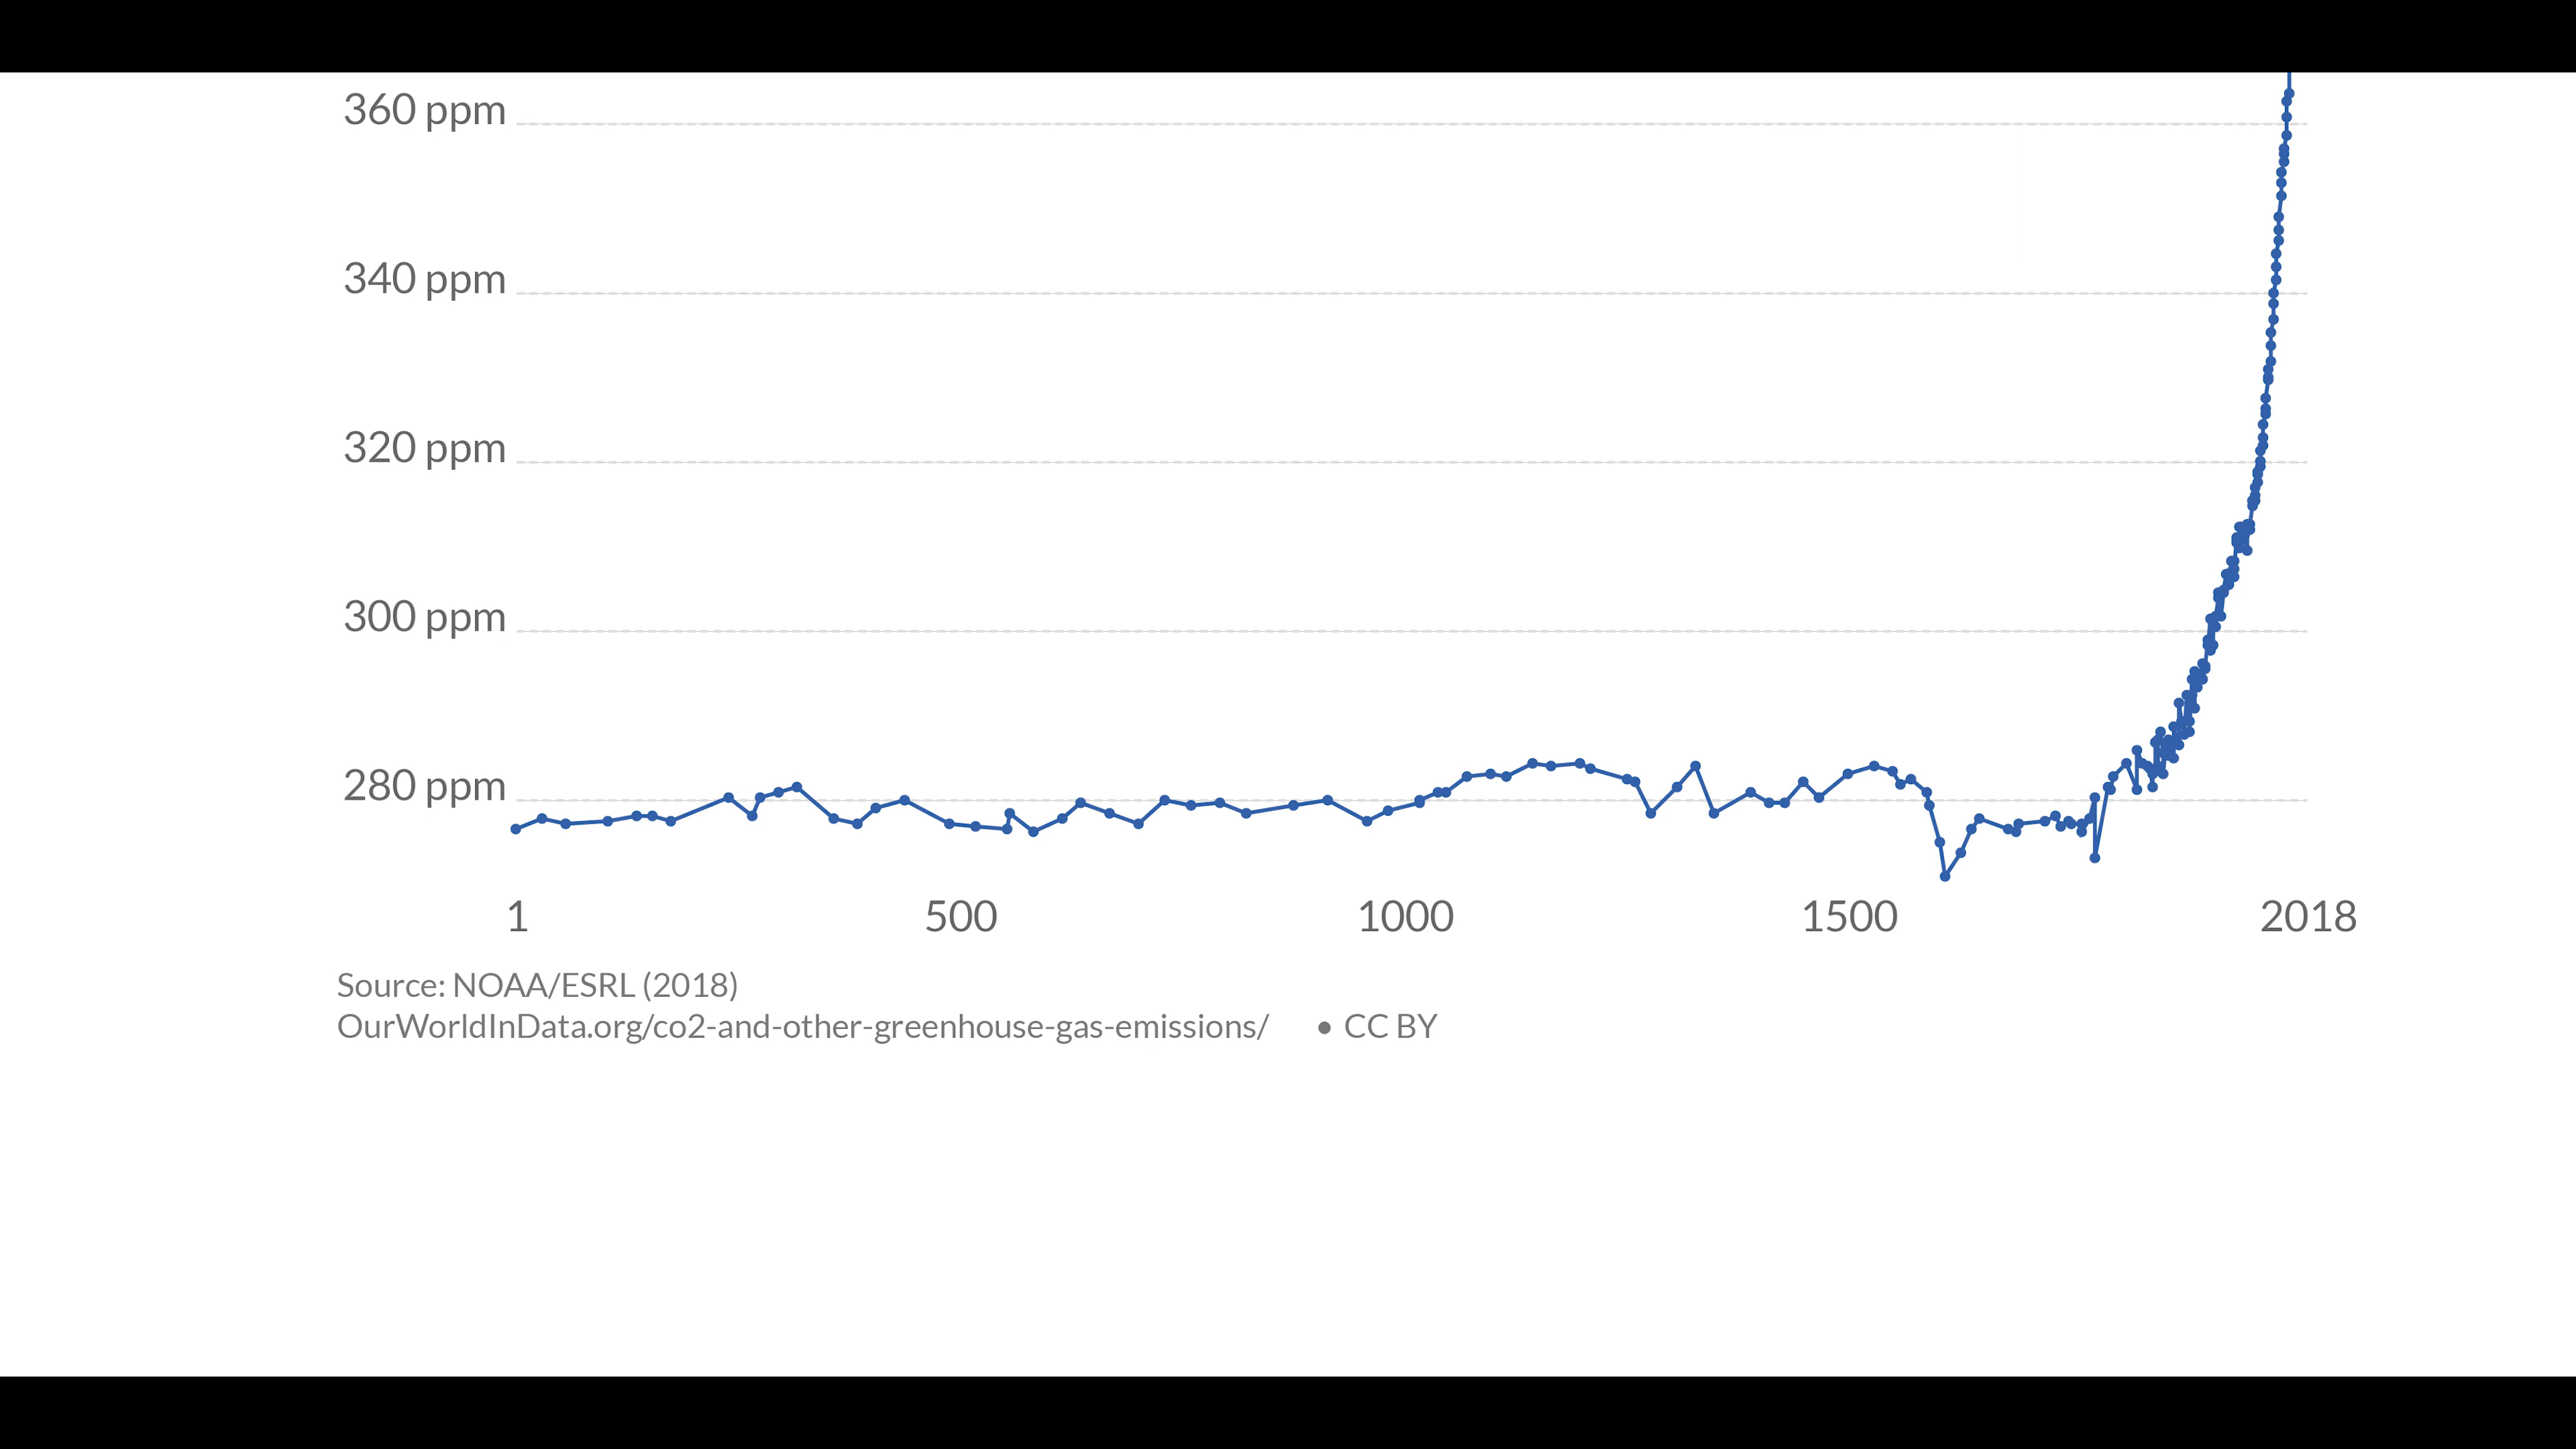 360 ppm
340 ppm
320 ppm
300 ppm
280 ppm
1 500 1000 1500 2018
Source: NOAA/ESRL (2018)
OurWorldInData.org/co2-and-other-greenhouse-gas-emissions/ • CC BY